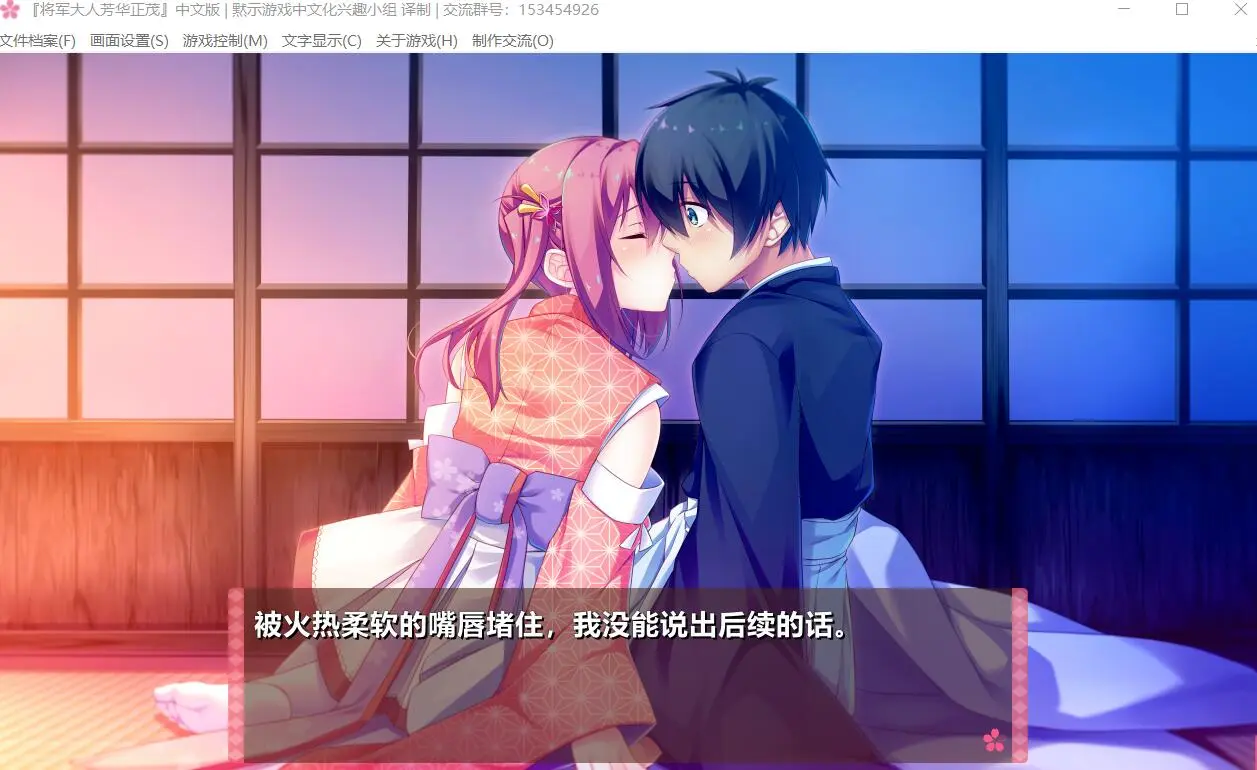 『将军大人芳华正茂』中文版 | 默示游戏中文化兴趣小组 译制 | 交流群号：153454926
文件档案(F) 画面设置(S) 游戏控制(M) 文字显示(C) 关于游戏(H) 制作交流(O)
被火热柔软的嘴唇堵住，我没能说出后续的话。